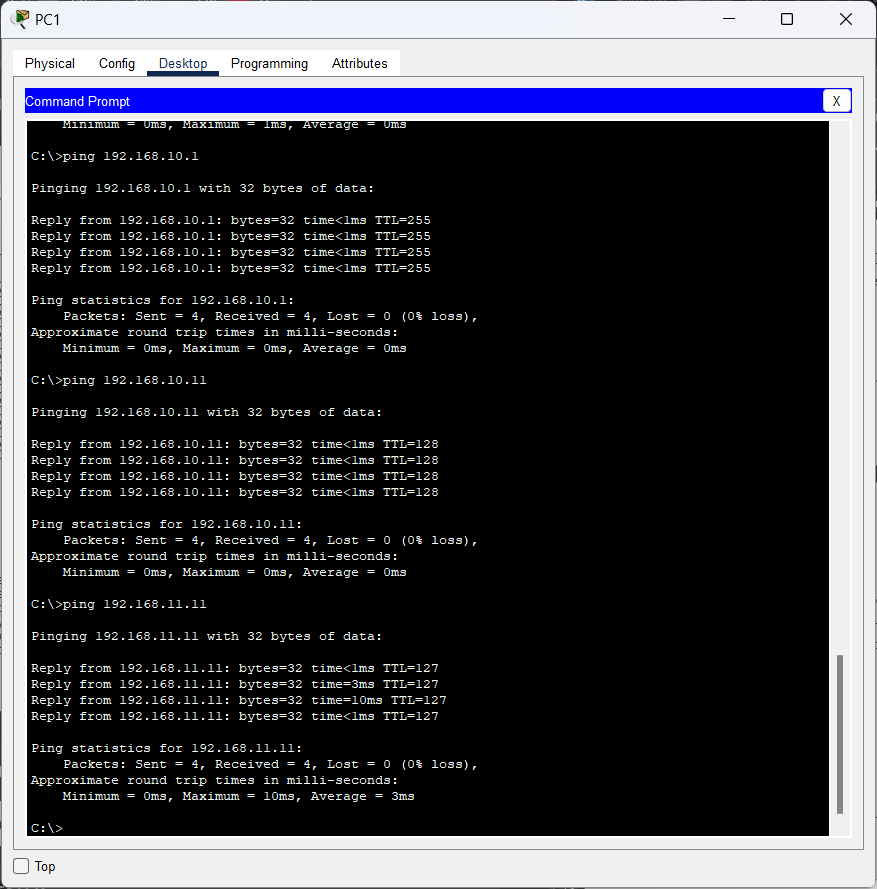 PC1
Physical Config Desktop Programming Attributes
Command Prompt
X
Minimum = 0ms, Maximum = 1ms, Average = 0ms
C:\>ping 192.168.10.1
Pinging 192.168.10.1 with 32 bytes of data:
Reply from 192.168.10.1: bytes=32 time<1ms TTL=255
Reply from 192.168.10.1: bytes=32 time<1ms TTL=255
Reply from 192.168.10.1: bytes=32 time<1ms TTL=255
Reply from 192.168.10.1: bytes=32 time<1ms TTL=255
Ping statistics for 192.168.10.1:
Packets: Sent = 4, Received = 4, Lost = 0 (0% loss),
Approximate round trip times in milli-seconds:
Minimum = 0ms, Maximum = 0ms, Average = 0ms
C:\>ping 192.168.10.11
Pinging 192.168.10.11 with 32 bytes of data:
Reply from 192.168.10.11: bytes=32 time<1ms TTL=128
Reply from 192.168.10.11: bytes=32 time<1ms TTL=128
Reply from 192.168.10.11: bytes=32 time<1ms TTL=128
Reply from 192.168.10.11: bytes=32 time<1ms TTL=128
Ping statistics for 192.168.10.11:
Packets: Sent = 4, Received = 4, Lost = 0 (0% loss),
Approximate round trip times in milli-seconds:
Minimum = 0ms, Maximum = 0ms, Average = 0ms
C:\>ping 192.168.11.11
Pinging 192.168.11.11 with 32 bytes of data:
Reply from 192.168.11.11: bytes=32 time<1ms TTL=127
Reply from 192.168.11.11: bytes=32 time=3ms TTL=127
Reply from 192.168.11.11: bytes=32 time=10ms TTL=127
Reply from 192.168.11.11: bytes=32 time<1ms TTL=127
Ping statistics for 192.168.11.11:
Packets: Sent = 4, Received = 4, Lost = 0 (0% loss),
Approximate round trip times in milli-seconds:
Minimum = 0ms, Maximum = 10ms, Average = 3ms
C:\>
Top